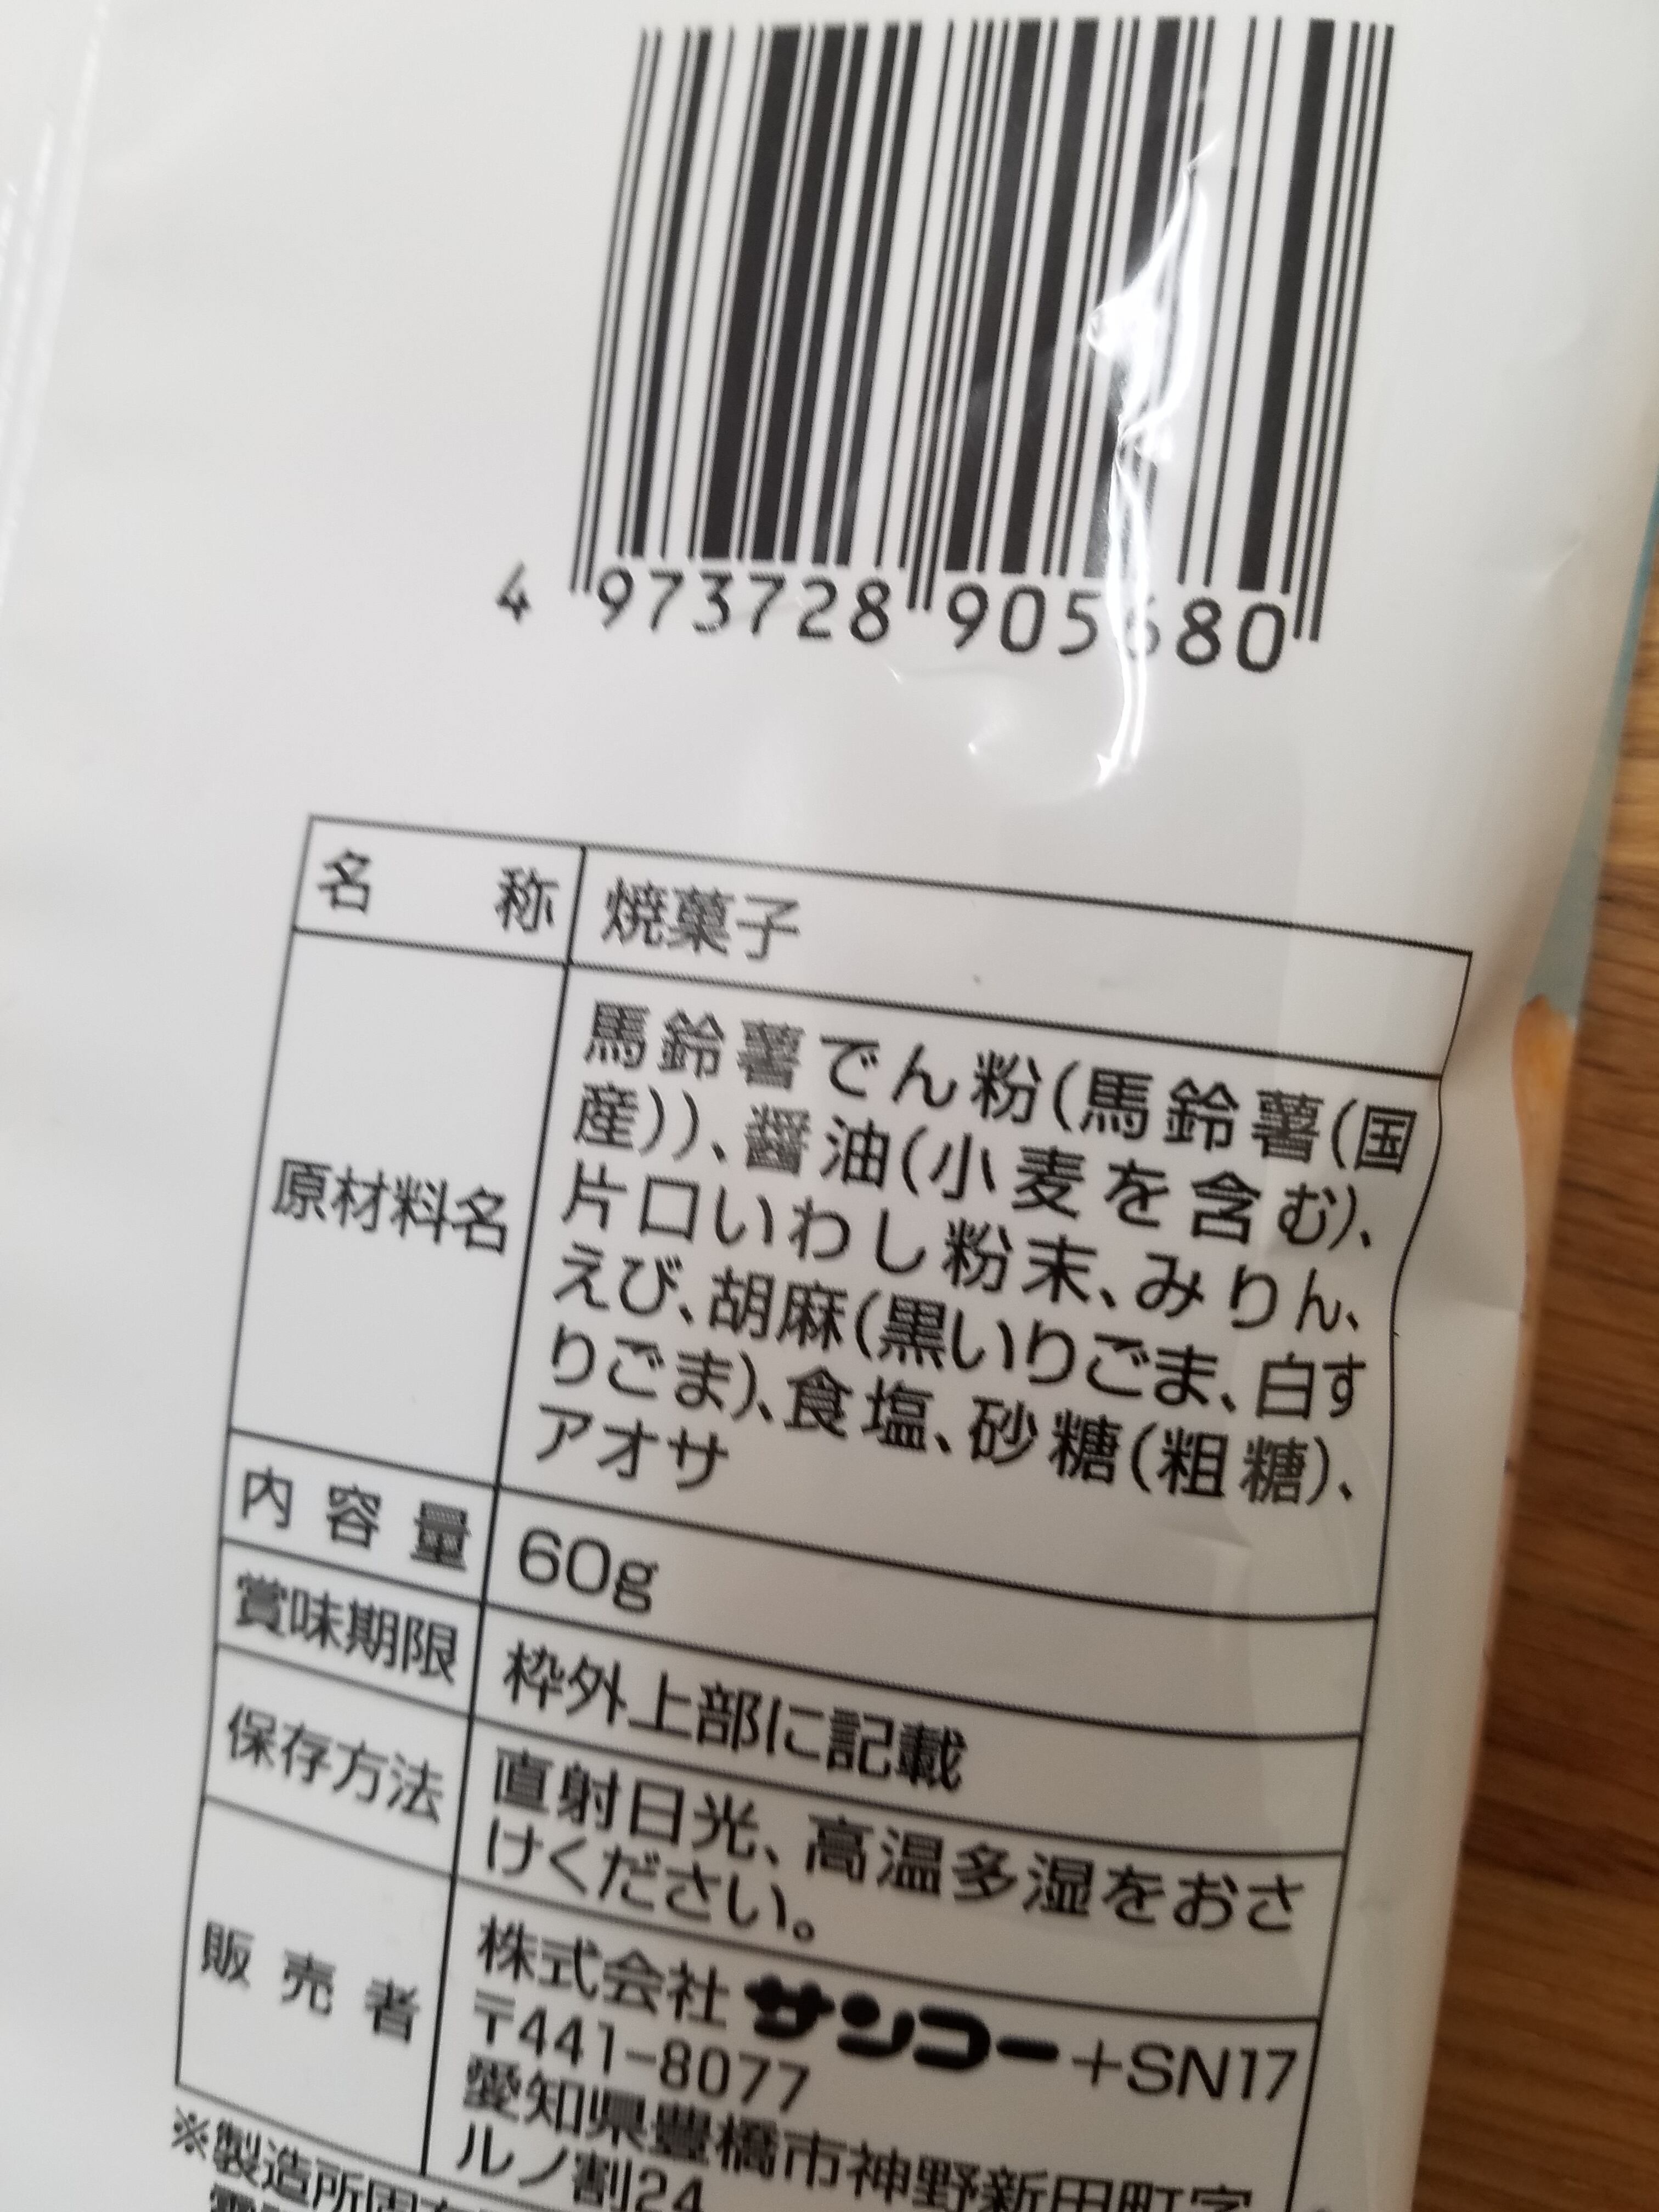 4 973728 905680
名称 焼菓子
原材料名
馬鈴薯でん粉(馬鈴薯(国
産))、醤油(小麦を含む)、
片口いわし粉末、みりん、
えび、胡麻(黒いりごま、白す
りごま)、食塩、砂糖(粗糖)、
アオサ
内容量 60g
賞味期限 枠外上部に記載
保存方法 直射日光、高温多湿をおさ
けください。
販売者 株式会社サンコー+SN17
〒441-8077
愛知県豊橋市神野新田町字
ルノ割24
※製造所固有